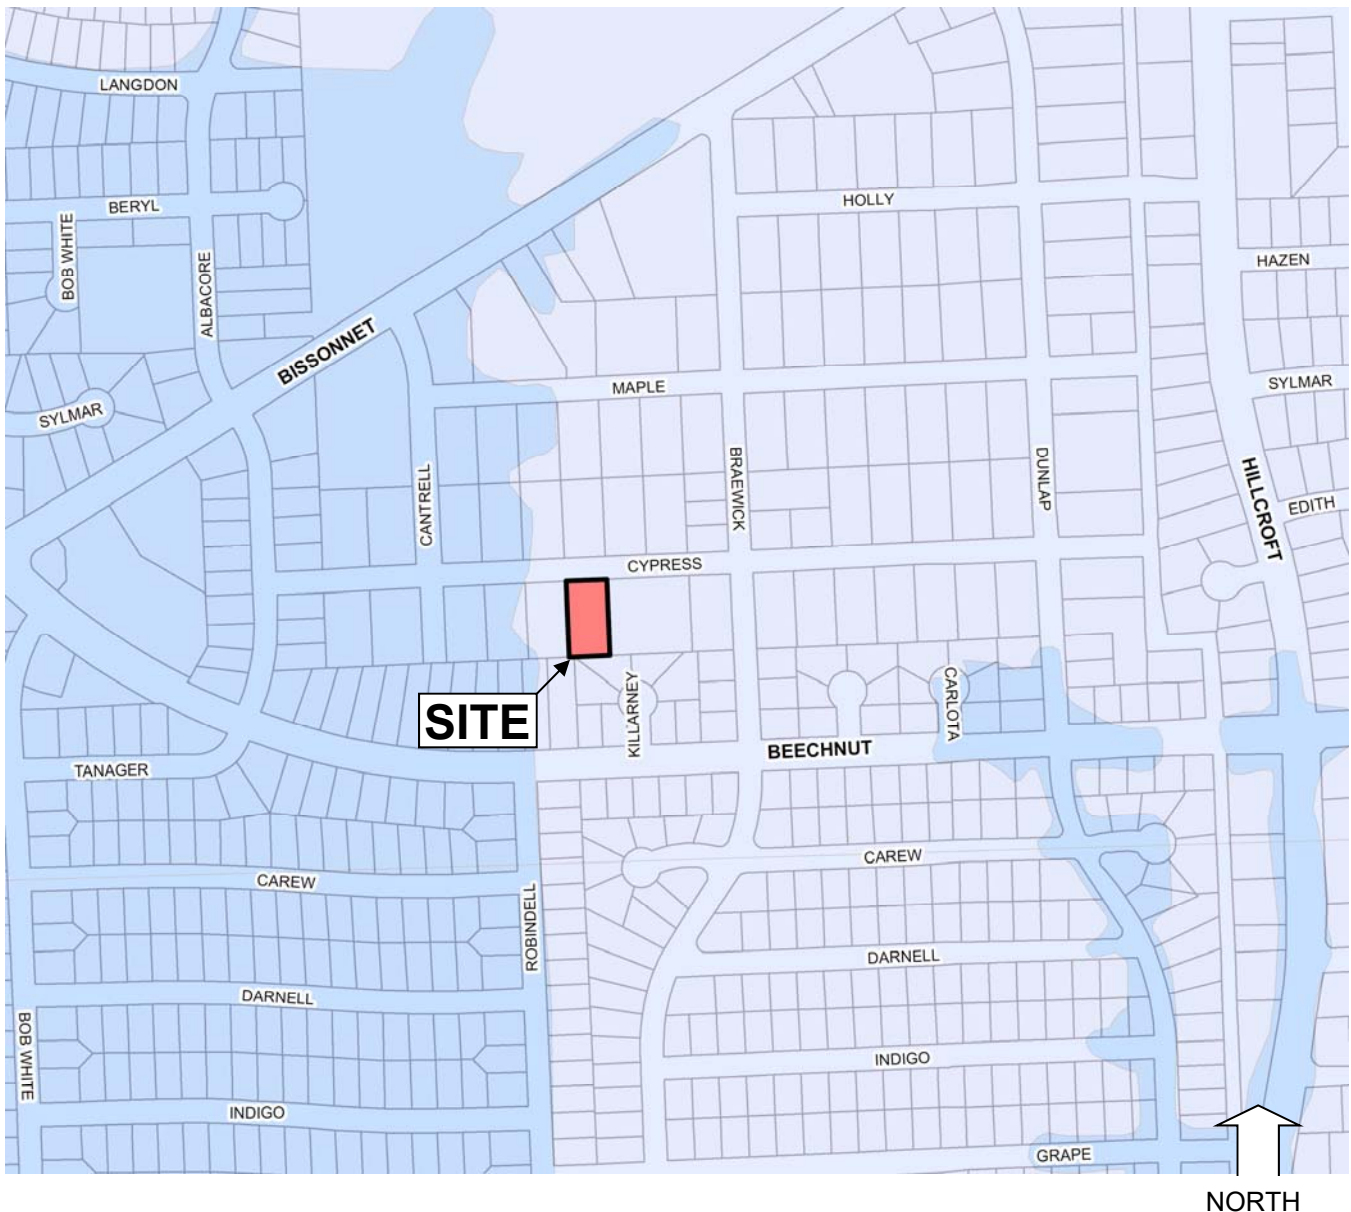 LANGDON
BERYL
HOLLY
BOB WHITE
ALBACORE
HAZEN
BISSONNET
MAPLE
SYLMAR
SYLMAR
CANTRELL
BRAEWICK
DUNLAP
HILLCROFT
EDITH
CYPRESS
SITE
KILLARNEY
CARLOTA
BEECHNUT
TANAGER
CAREW
CAREW
ROBINDELL
DARNELL
DARNELL
BOB WHITE
INDIGO
INDIGO
GRAPE
NORTH